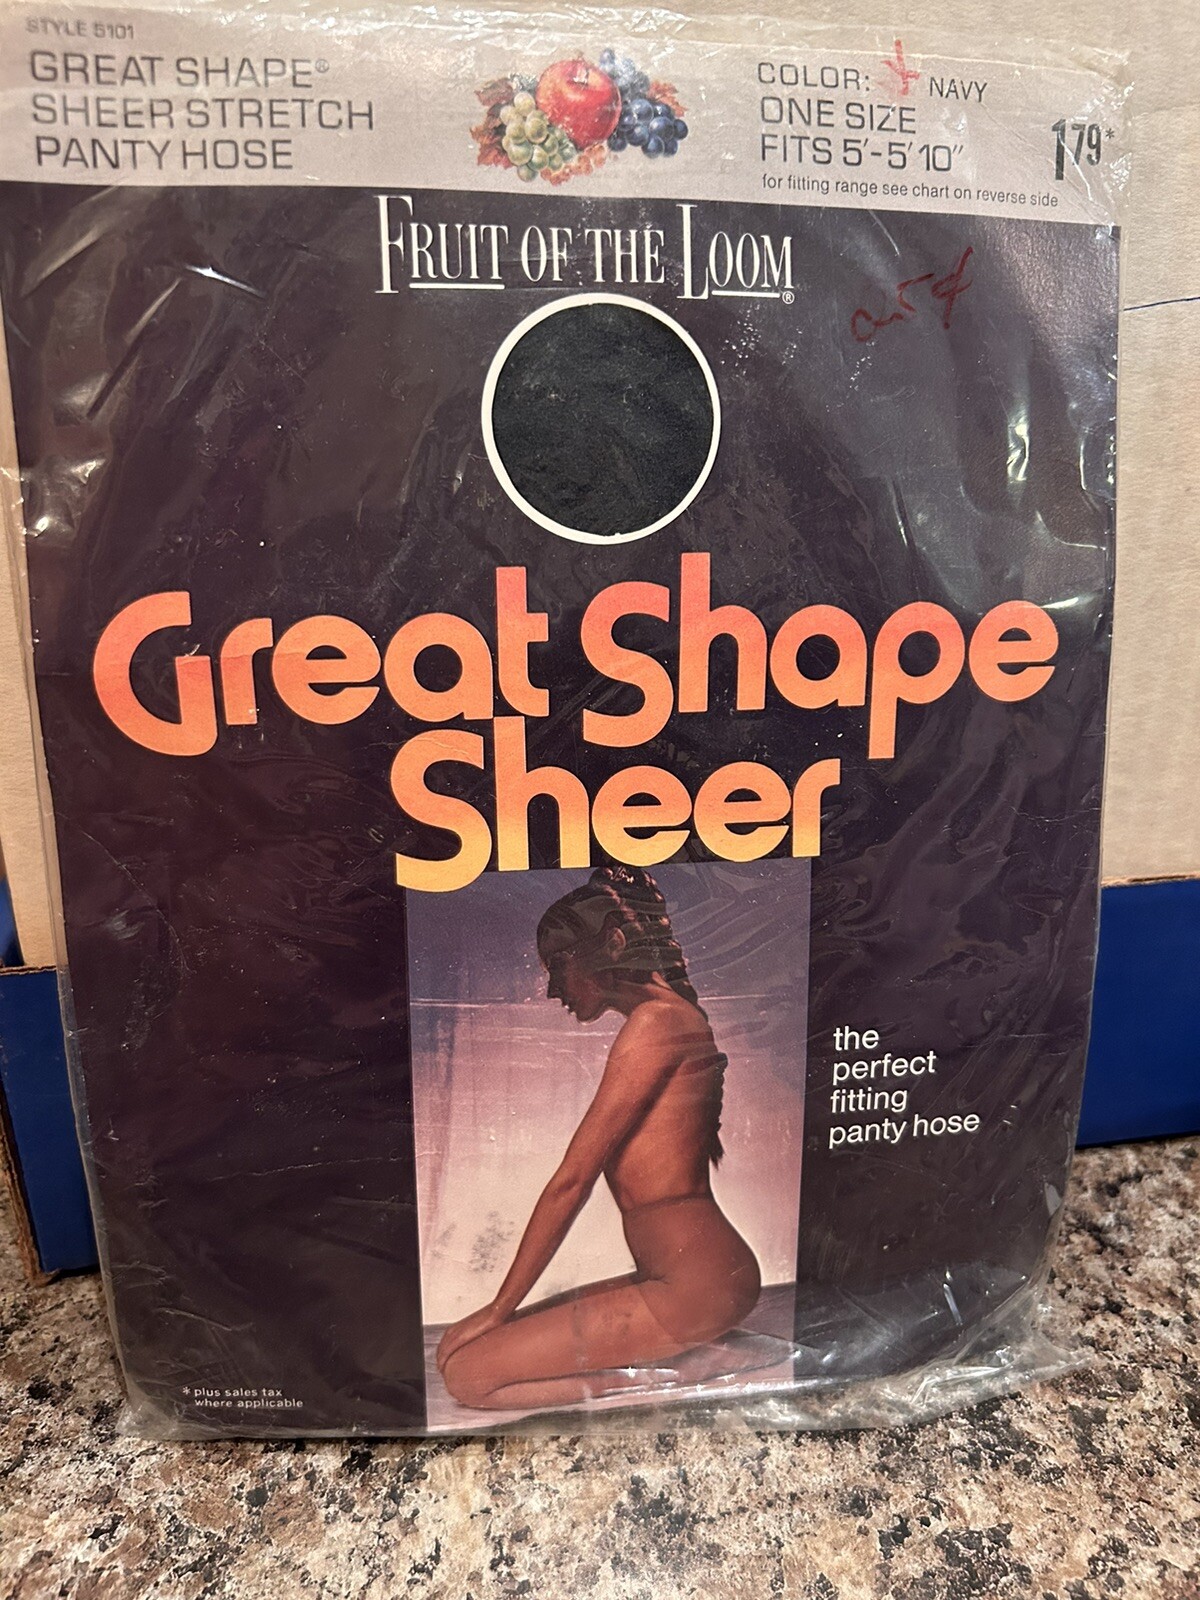 STYLE 5101
GREAT SHAPE®
SHEER STRETCH
PANTY HOSE
COLOR: NAVY
ONE SIZE
FITS 5'-5'10"
for fitting range see chart on reverse side
1 79*
FRUIT OF THE LOOM®
Great Shape
Sheer
the
perfect
fitting
panty hose
* plus sales tax
where applicable